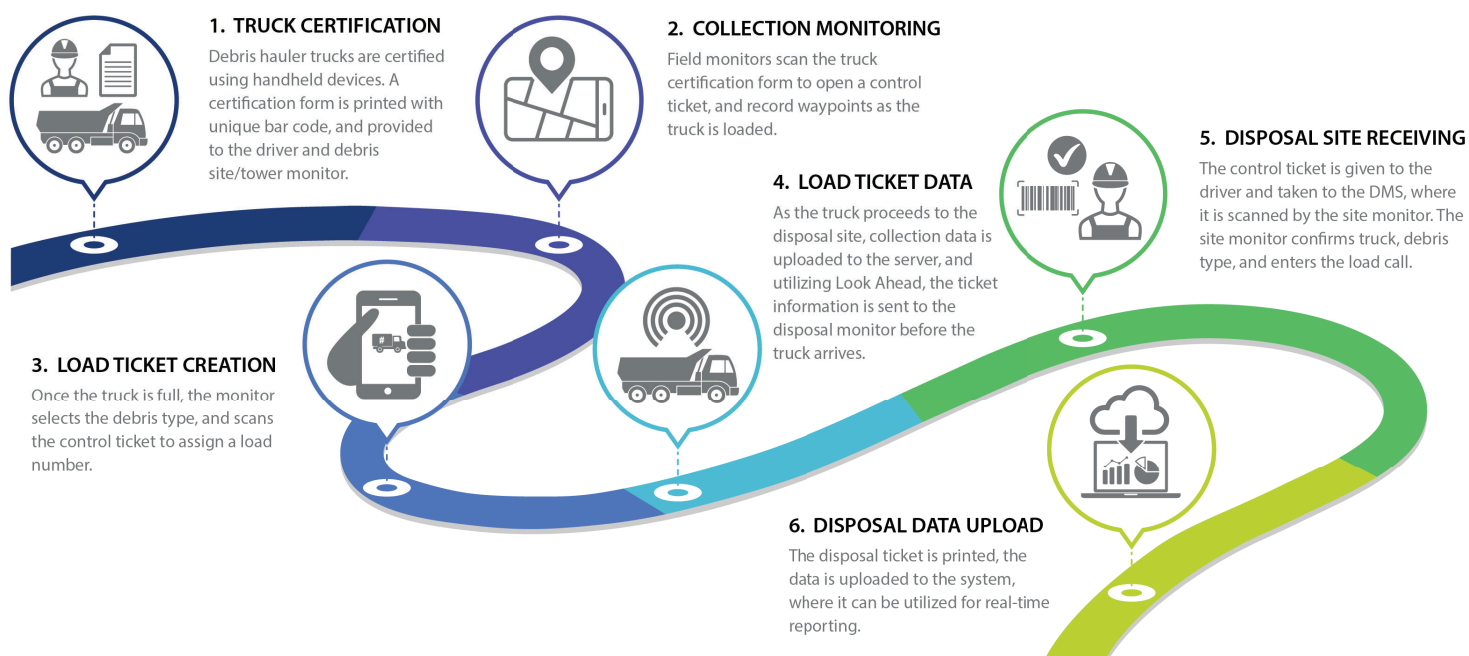 1. TRUCK CERTIFICATION
Debris hauler trucks are certified
using handheld devices. A
certification form is printed with
unique bar code, and provided
to the driver and debris
site/tower monitor.
2. COLLECTION MONITORING
Field monitors scan the truck
certification form to open a control
ticket, and record waypoints as the
truck is loaded.
3. LOAD TICKET CREATION
Once the truck is full, the monitor
selects the debris type, and scans
the control ticket to assign a load
number.
#
4. LOAD TICKET DATA
As the truck proceeds to the
disposal site, collection data is
uploaded to the server, and
utilizing Look Ahead, the ticket
information is sent to the
disposal monitor before the
truck arrives.
5. DISPOSAL SITE RECEIVING
The control ticket is given to the
driver and taken to the DMS, where
it is scanned by the site monitor. The
site monitor confirms truck, debris
type, and enters the load call.
6. DISPOSAL DATA UPLOAD
The disposal ticket is printed, the
data is uploaded to the system,
where it can be utilized for real-time
reporting.